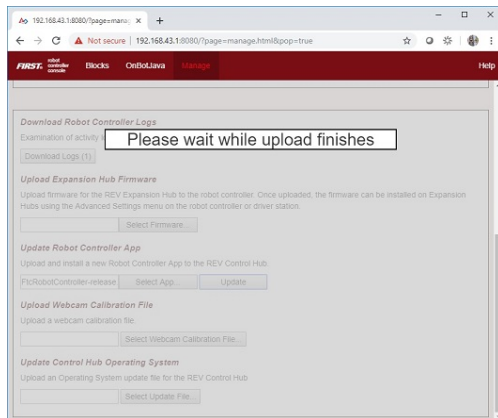 192.168.43.1:8080/?page=mana
Not secure | 192.168.43.1:8080/?page=manage.html&pop=true
FIRST. robot controller console Blocks OnBotJava Manage Help
Download Robot Controller Logs
Examination of activity
Please wait while upload finishes
Download Logs (1)
Upload Expansion Hub Firmware
Upload firmware for the REV Expansion Hub to the robot controller. Once uploaded, the firmware can be installed on Expansion
Hubs using the Advanced Settings menu on the robot controller or driver station.
Select Firmware...
Update Robot Controller App
Upload and install a new Robot Controller App to the REV Control Hub.
FtcRobotController-release Select App... Update
Upload Webcam Calibration File
Upload a webcam calibration file.
Select Webcam Calibration File...
Update Control Hub Operating System
Upload an Operating System update file for the REV Control Hub
Select Update File...